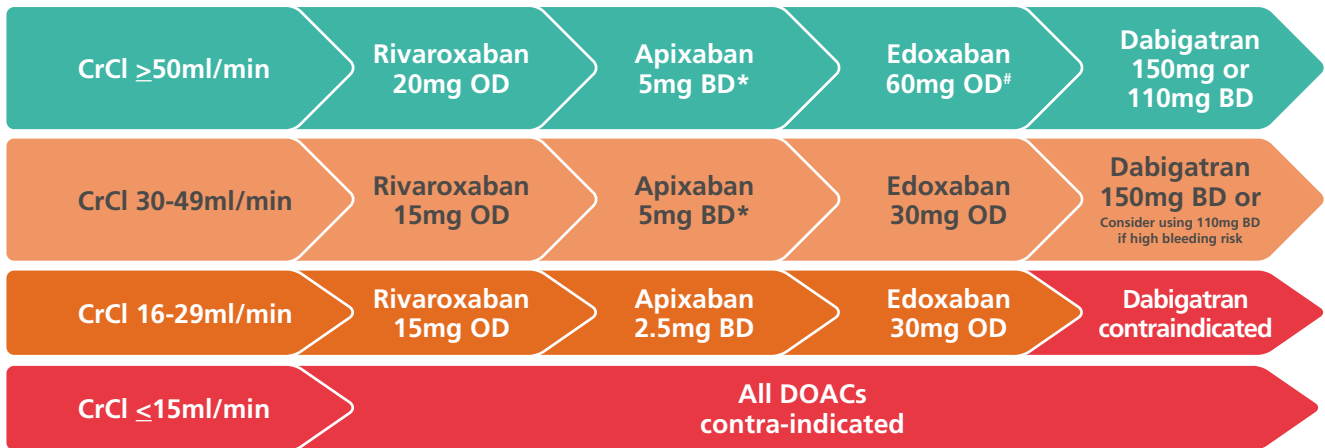 CrCl ≥50ml/min
Rivaroxaban
20mg OD
Apixaban
5mg BD*
Edoxaban
60mg OD#
Dabigatran
150mg or
110mg BD
CrCl 30-49ml/min
Rivaroxaban
15mg OD
Apixaban
5mg BD*
Edoxaban
30mg OD
Dabigatran
150mg BD or
Consider using 110mg BD
if high bleeding risk
CrCl 16-29ml/min
Rivaroxaban
15mg OD
Apixaban
2.5mg BD
Edoxaban
30mg OD
Dabigatran
contraindicated
CrCl ≤15ml/min
All DOACs
contra-indicated